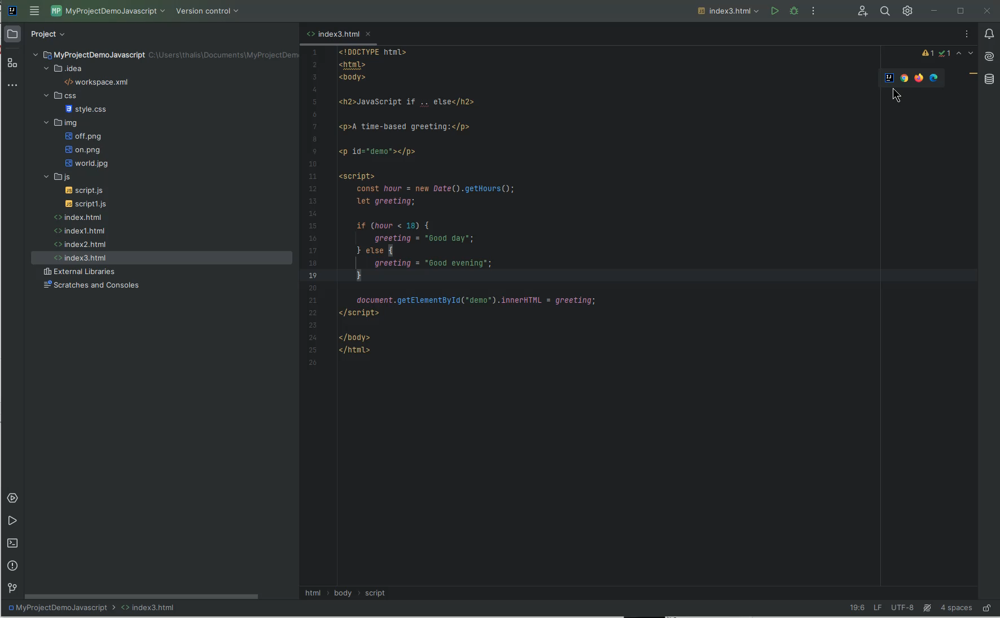 MP MyProjectDemoJavascript Version control index3.html
Project
MyProjectDemoJavascript C:\Users\thalis\Documents\MyProjectDem
.idea
workspace.xml
css
style.css
img
off.png
on.png
world.jpg
js
script.js
script1.js
index.html
index1.html
index2.html
index3.html
External Libraries
Scratches and Consoles
index3.html
1 <!DOCTYPE html>
2 <html>
3 <body>
4
5 <h2>JavaScript if .. else</h2>
6
7 <p>A time-based greeting:</p>
8
9 <p id="demo"></p>
10
11 <script>
12 const hour = new Date().getHours();
13 let greeting;
14
15 if (hour < 18) {
16 greeting = "Good day";
17 } else {
18 greeting = "Good evening";
19 }
20
21 document.getElementById("demo").innerHTML = greeting;
22 </script>
23
24 </body>
25 </html>
26
1 1
html › body › script
MyProjectDemoJavascript > index3.html 19:6 LF UTF-8 4 spaces